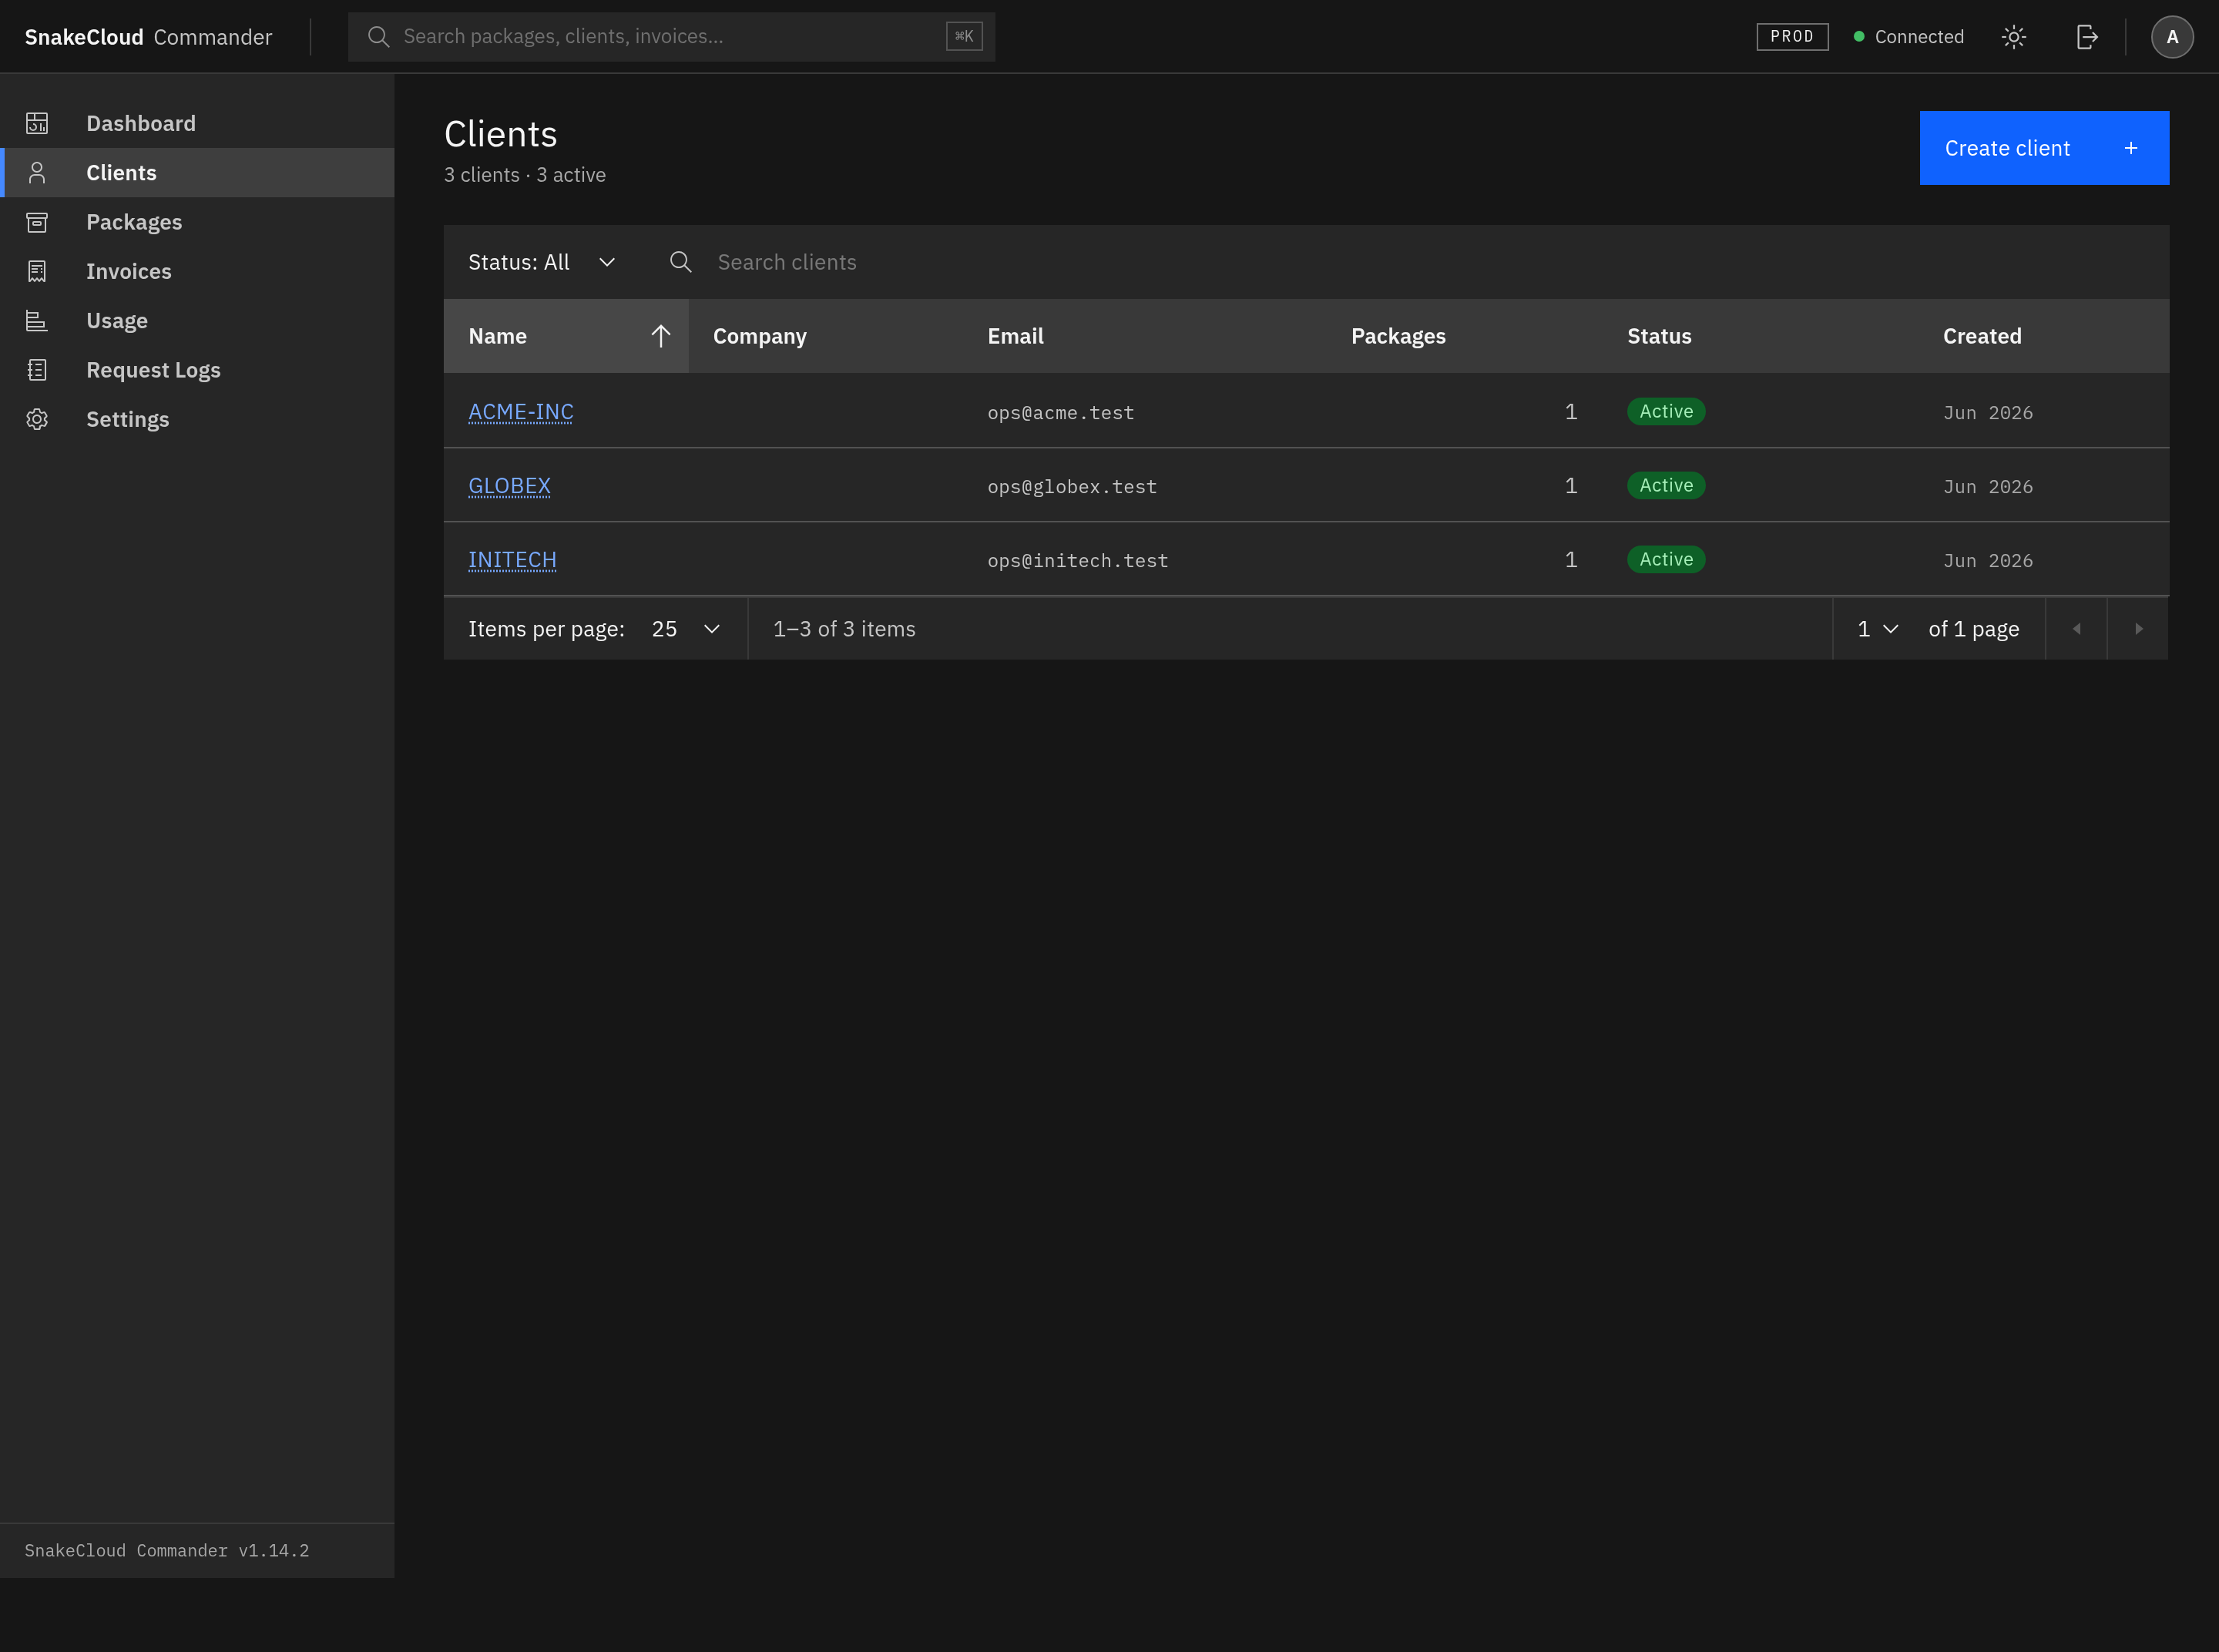 SnakeCloud Commander
Search packages, clients, invoices...
⌘K
PROD
Connected
A
Dashboard
Clients
Packages
Invoices
Usage
Request Logs
Settings
SnakeCloud Commander v1.14.2
Clients
3 clients · 3 active
Create client +
Status: All
Search clients
Name Company Email Packages Status Created
ACME-INC ops@acme.test 1 Active Jun 2026
GLOBEX ops@globex.test 1 Active Jun 2026
INITECH ops@initech.test 1 Active Jun 2026
Items per page: 25 1–3 of 3 items 1 of 1 page